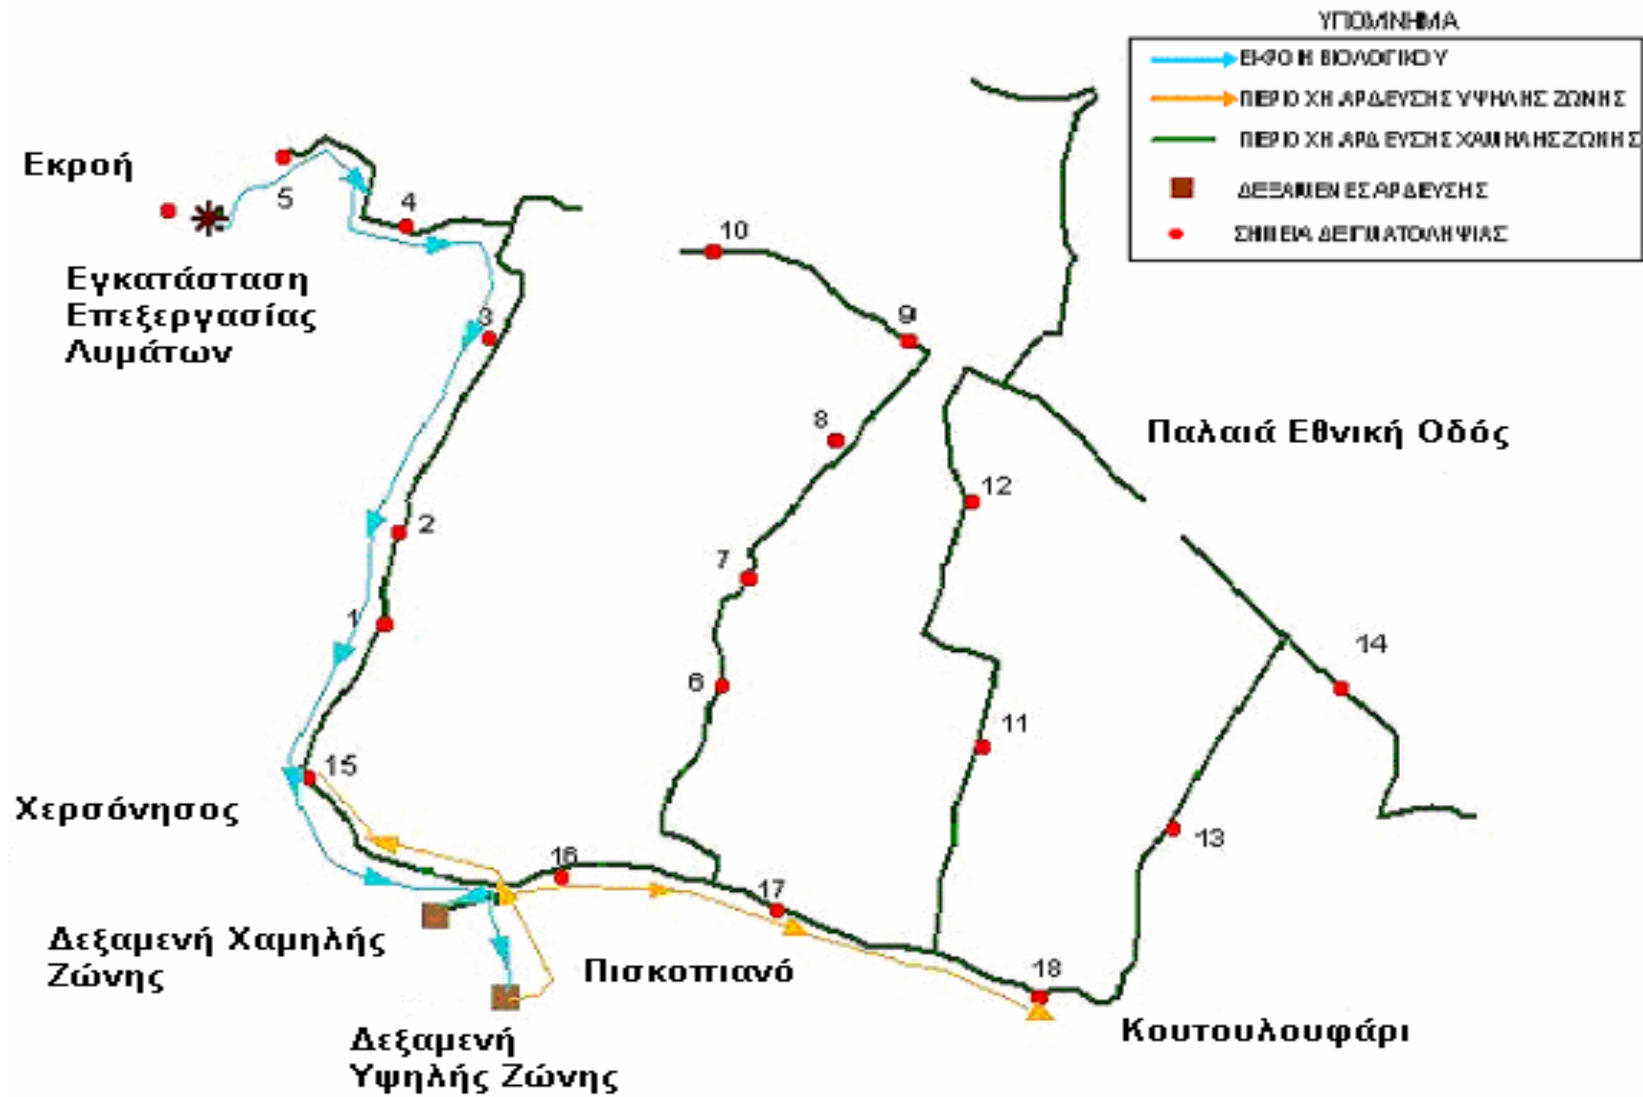 ΥΠΟΜΝΗΜΑ
ΕΚΡΟΗ ΒΙΟΛΟΓΙΚΟΥ
ΠΕΡΙΟΧΗ ΑΡΔΕΥΣΗΣ ΥΨΗΛΗΣ ΖΩΝΗΣ
ΠΕΡΙΟΧΗ ΑΡΔΕΥΣΗΣ ΧΑΜΗΛΗΣ ΖΩΝΗΣ
ΔΕΞΑΜΕΝΕΣ ΑΡΔΕΥΣΗΣ
ΣΗΜΕΙΑ ΔΕΙΓΜΑΤΟΛΗΨΙΑΣ
Εκροή
5
4
10
Εγκατάσταση
Επεξεργασίας
Λυμάτων
3
9
8
Παλαιά Εθνική Οδός
12
2
7
1
14
6
11
15
Χερσόνησος
13
16
17
Δεξαμενή Χαμηλής
Ζώνης
Πισκοπιανό
18
Κουτουλουφάρι
Δεξαμενή
Υψηλής Ζώνης